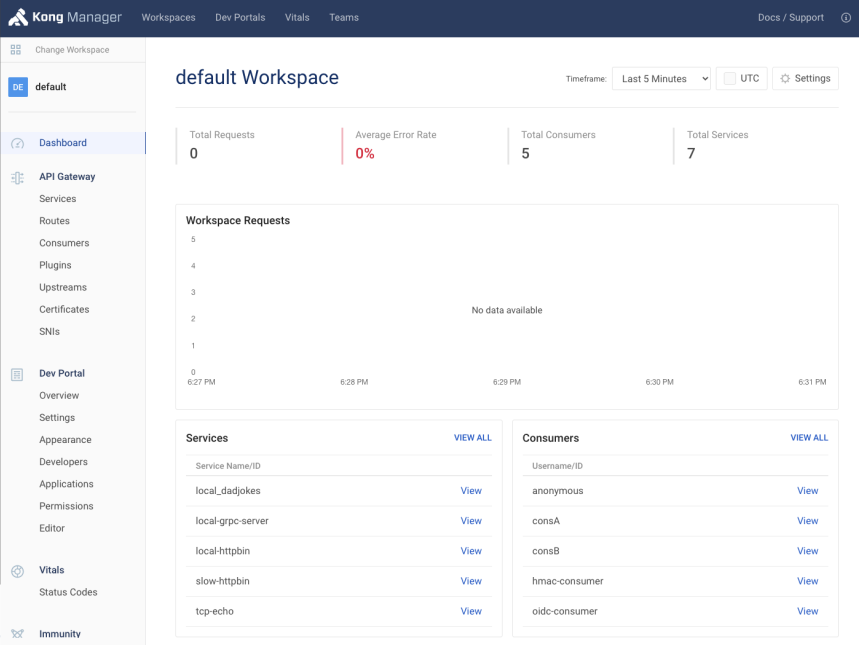 Kong Manager Workspaces Dev Portals Vitals Teams Docs / Support
Change Workspace
DE default
Dashboard
API Gateway
Services
Routes
Consumers
Plugins
Upstreams
Certificates
SNIs
Dev Portal
Overview
Settings
Appearance
Developers
Applications
Permissions
Editor
Vitals
Status Codes
Immunity
default Workspace
Timeframe: Last 5 Minutes UTC Settings
Total Requests
0
Average Error Rate
0%
Total Consumers
5
Total Services
7
Workspace Requests
5
4
3
2
1
0
No data available
6:27 PM 6:28 PM 6:29 PM 6:30 PM 6:31 PM
Services VIEW ALL
Service Name/ID
local_dadjokes View
local-grpc-server View
local-httpbin View
slow-httpbin View
tcp-echo View
Consumers VIEW ALL
Username/ID
anonymous View
consA View
consB View
hmac-consumer View
oidc-consumer View